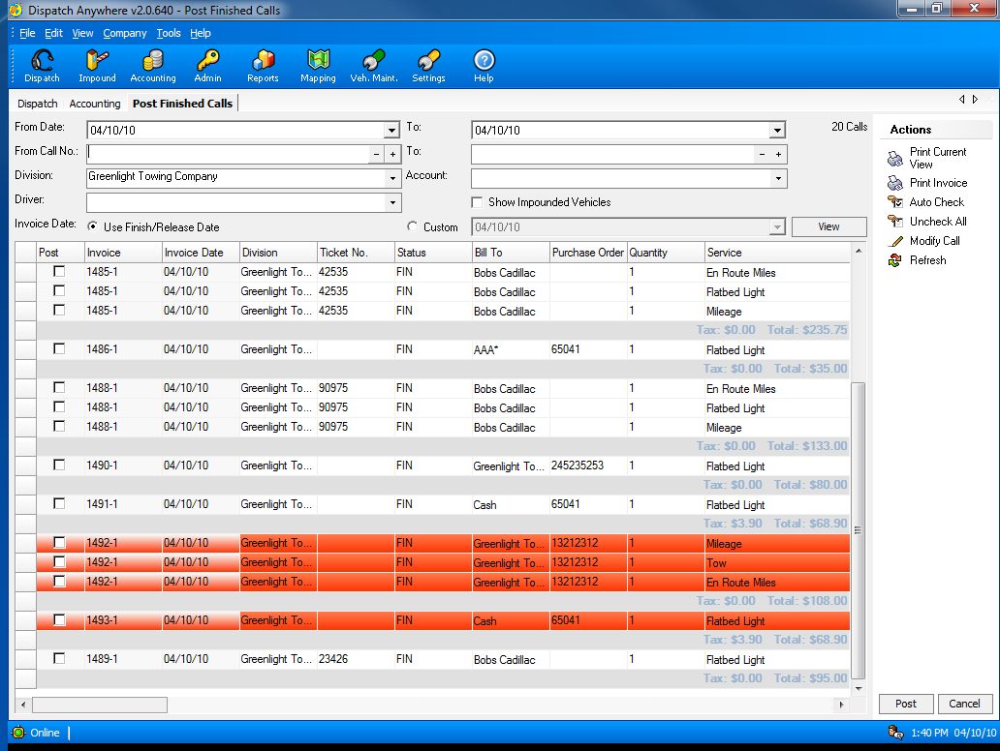 Dispatch Anywhere v2.0.640 - Post Finished Calls
File Edit View Company Tools Help
Dispatch Impound Accounting Admin Reports Mapping Veh. Maint. Settings Help
Dispatch Accounting Post Finished Calls
From Date: 04/10/10 To: 04/10/10 20 Calls
From Call No.: To:
Division: Greenlight Towing Company Account:
Driver: Show Impounded Vehicles
Invoice Date: Use Finish/Release Date Custom 04/10/10 View
Actions
Print Current View
Print Invoice
Auto Check
Uncheck All
Modify Call
Refresh
Post Invoice Invoice Date Division Ticket No. Status Bill To Purchase Order Quantity Service
1485-1 04/10/10 Greenlight To... 42535 FIN Bobs Cadillac 1 En Route Miles
1485-1 04/10/10 Greenlight To... 42535 FIN Bobs Cadillac 1 Flatbed Light
1485-1 04/10/10 Greenlight To... 42535 FIN Bobs Cadillac 1 Mileage
Tax: $0.00 Total: $235.75
1486-1 04/10/10 Greenlight To... FIN AAA* 65041 1 Flatbed Light
Tax: $0.00 Total: $35.00
1488-1 04/10/10 Greenlight To... 90975 FIN Bobs Cadillac 1 En Route Miles
1488-1 04/10/10 Greenlight To... 90975 FIN Bobs Cadillac 1 Flatbed Light
1488-1 04/10/10 Greenlight To... 90975 FIN Bobs Cadillac 1 Mileage
Tax: $0.00 Total: $133.00
1490-1 04/10/10 Greenlight To... FIN Greenlight To... 245235253 1 Flatbed Light
Tax: $0.00 Total: $80.00
1491-1 04/10/10 Greenlight To... FIN Cash 65041 1 Flatbed Light
Tax: $3.90 Total: $68.90
1492-1 04/10/10 Greenlight To... FIN Greenlight To... 13212312 1 Mileage
1492-1 04/10/10 Greenlight To... FIN Greenlight To... 13212312 1 Tow
1492-1 04/10/10 Greenlight To... FIN Greenlight To... 13212312 1 En Route Miles
Tax: $0.00 Total: $108.00
1493-1 04/10/10 Greenlight To... FIN Cash 65041 1 Flatbed Light
Tax: $3.90 Total: $68.90
1489-1 04/10/10 Greenlight To... 23426 FIN Bobs Cadillac 1 Flatbed Light
Tax: $0.00 Total: $95.00
Post Cancel
Online 1:40 PM 04/10/10